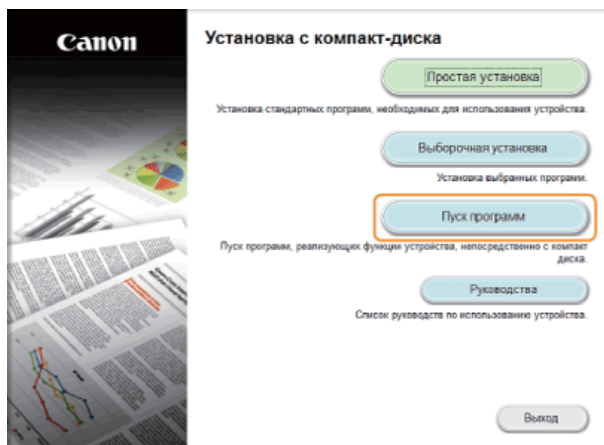 Canon
Установка с компакт-диска
Простая установка
Установка стандартных программ, необходимых для использования устройства.
Выборочная установка
Установка выбранных программ.
Пуск программ
Пуск программ, реализующих функции устройства, непосредственно с компакт
диска.
Руководства
Список руководств по использованию устройства.
Выход